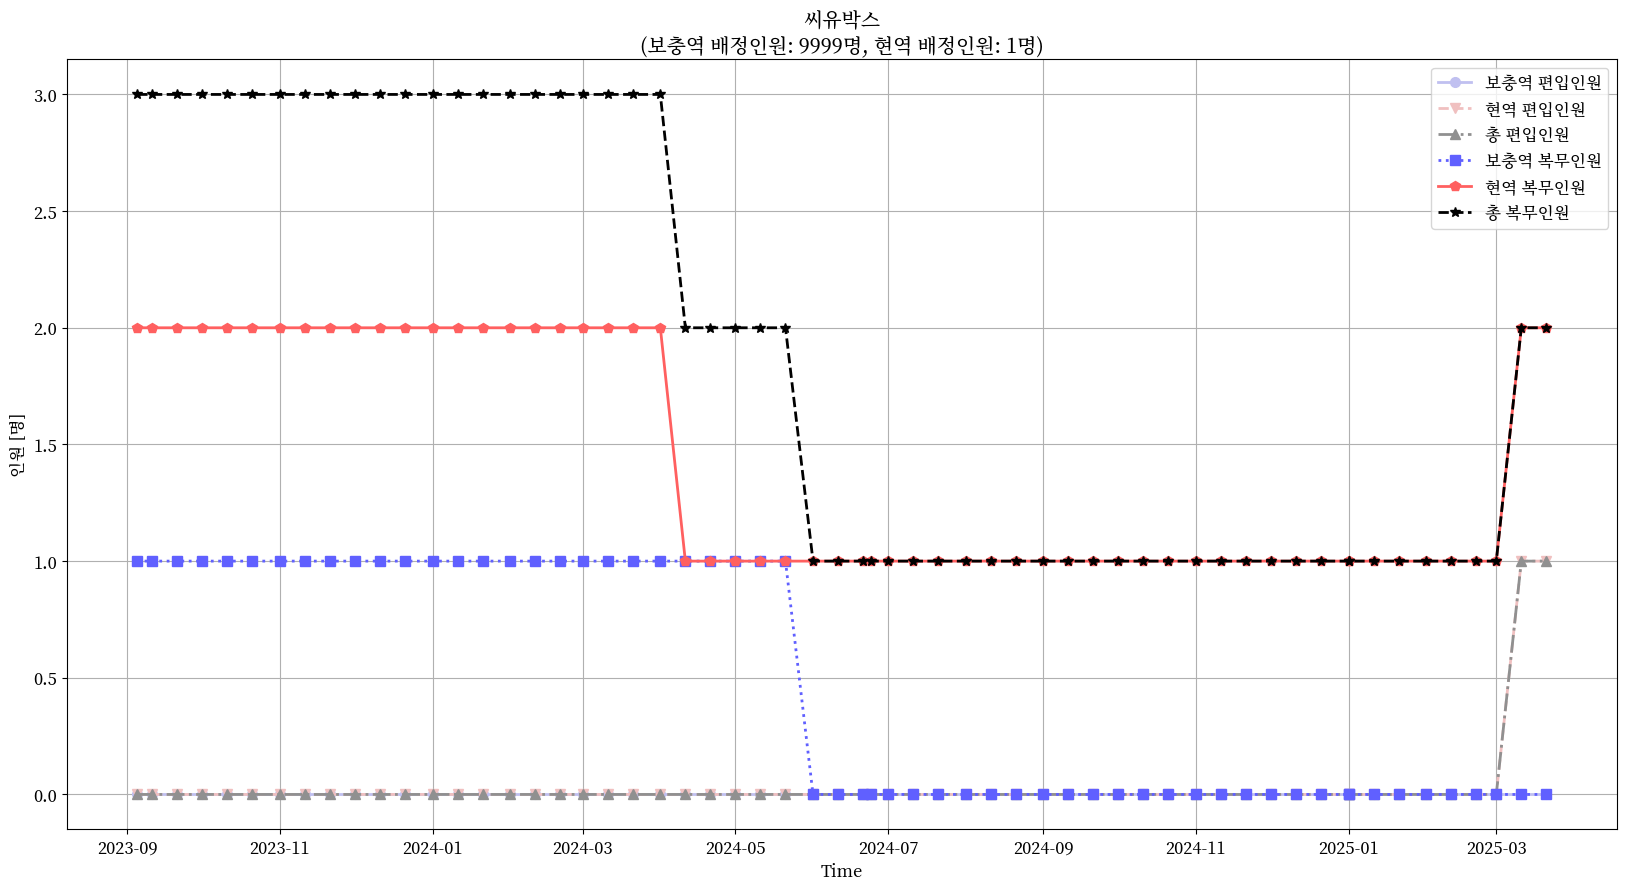 씨유박스
(보충역 배정인원: 9999명, 현역 배정인원: 1명)
보충역 편입인원
현역 편입인원
총 편입인원
보충역 복무인원
현역 복무인원
총 복무인원
인원 [명]
3.0
2.5
2.0
1.5
1.0
0.5
0.0
2023-09
2023-11
2024-01
2024-03
2024-05
2024-07
2024-09
2024-11
2025-01
2025-03
Time